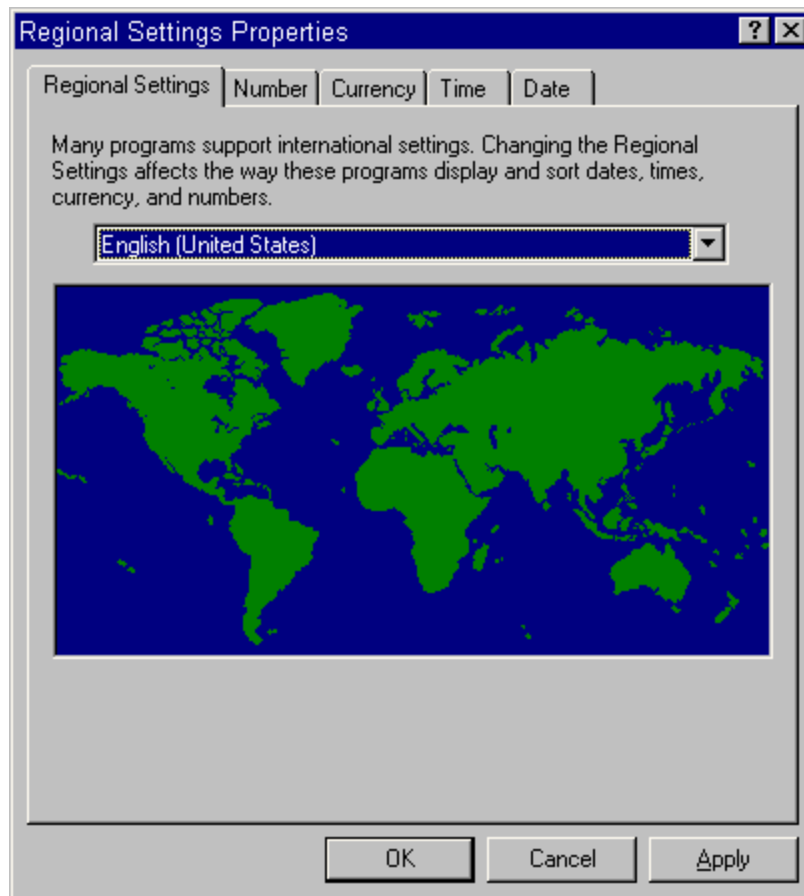 Regional Settings Properties
Regional Settings Number Currency Time Date
Many programs support international settings. Changing the Regional
Settings affects the way these programs display and sort dates, times,
currency, and numbers.
English (United States)
OK Cancel Apply